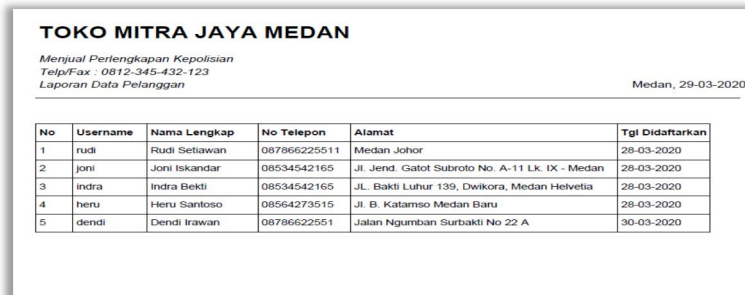 TOKO MITRA JAYA MEDAN
Menjual Perlengkapan Kepolisian
Telp/Fax : 0812-345-432-123
Laporan Data Pelanggan Medan, 29-03-2020
No Username Nama Lengkap No Telepon Alamat Tgl Didaftarkan
1 rudi Rudi Setiawan 087866225511 Medan Johor 28-03-2020
2 joni Joni Iskandar 08534542165 Jl. Jend. Gatot Subroto No. A-11 Lk. IX - Medan 28-03-2020
3 indra Indra Bekti 08534542165 JL. Bakti Luhur 139, Dwikora, Medan Helvetia 28-03-2020
4 heru Heru Santoso 08564273515 Jl. B. Katamso Medan Baru 28-03-2020
5 dendi Dendi Irawan 08786622551 Jalan Ngumban Surbakti No 22 A 30-03-2020